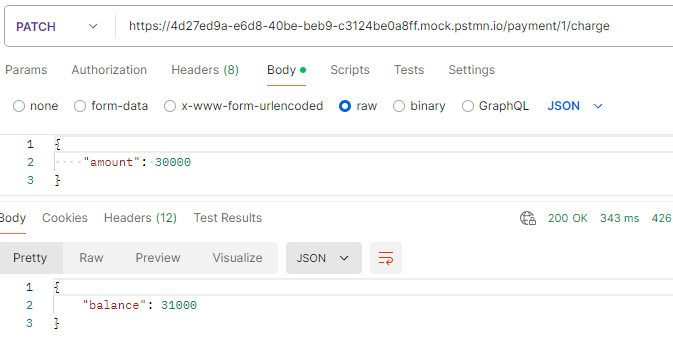 PATCH https://4d27ed9a-e6d8-40be-beb9-c3124be0a8ff.mock.pstmn.io/payment/1/charge
Params Authorization Headers (8) Body Scripts Tests Settings
none form-data x-www-form-urlencoded raw binary GraphQL JSON
1 {
2 "amount": 30000
3 }
Body Cookies Headers (12) Test Results 200 OK 343 ms 426
Pretty Raw Preview Visualize JSON
1 {
2 "balance": 31000
3 }